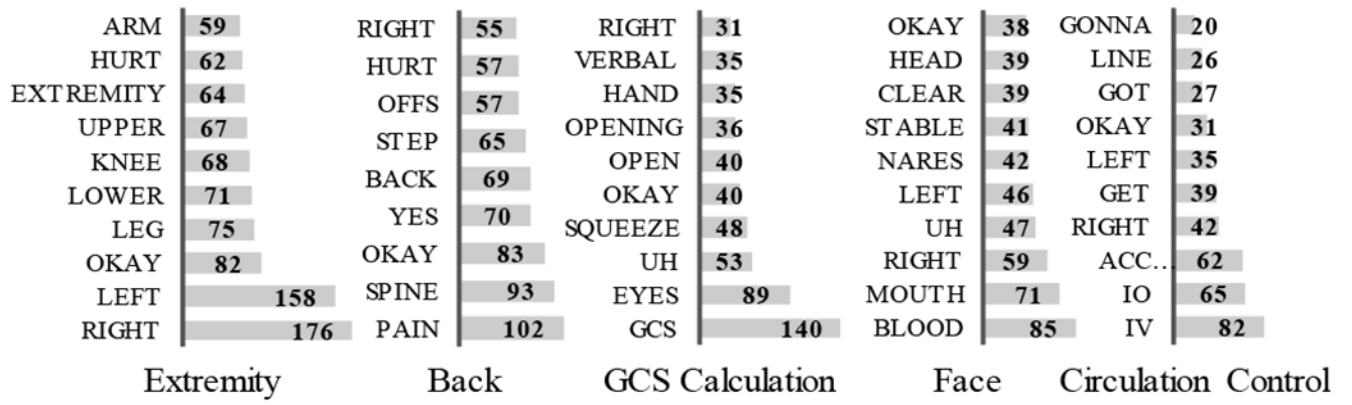 ARM 59
HURT 62
EXTREMITY 64
UPPER 67
KNEE 68
LOWER 71
LEG 75
OKAY 82
LEFT 158
RIGHT 176
Extremity
RIGHT 55
HURT 57
OFFS 57
STEP 65
BACK 69
YES 70
OKAY 83
SPINE 93
PAIN 102
Back
RIGHT 31
VERBAL 35
HAND 35
OPENING 36
OPEN 40
OKAY 40
SQUEEZE 48
UH 53
EYES 89
GCS 140
GCS Calculation
OKAY 38
HEAD 39
CLEAR 39
STABLE 41
NARES 42
LEFT 46
UH 47
RIGHT 59
MOUTH 71
BLOOD 85
Face
GONNA 20
LINE 26
GOT 27
OKAY 31
LEFT 35
GET 39
RIGHT 42
ACC... 62
IO 65
IV 82
Circulation Control